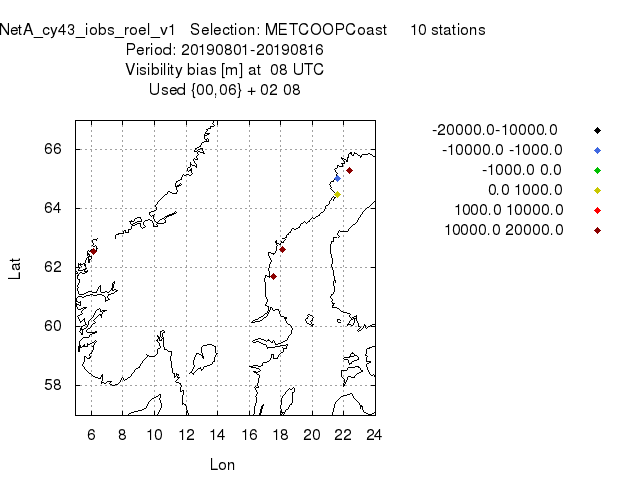 NetA_cy43_iobs_roel_v1 Selection: METCOOPCoast 10 stations
Period: 20190801-20190816
Visibility bias [m] at 08 UTC
Used {00,06} + 02 08
-20000.0-10000.0
-10000.0 -1000.0
-1000.0 0.0
0.0 1000.0
1000.0 10000.0
10000.0 20000.0
66
64
62
60
58
Lat
6 8 10 12 14 16 18 20 22 24
Lon